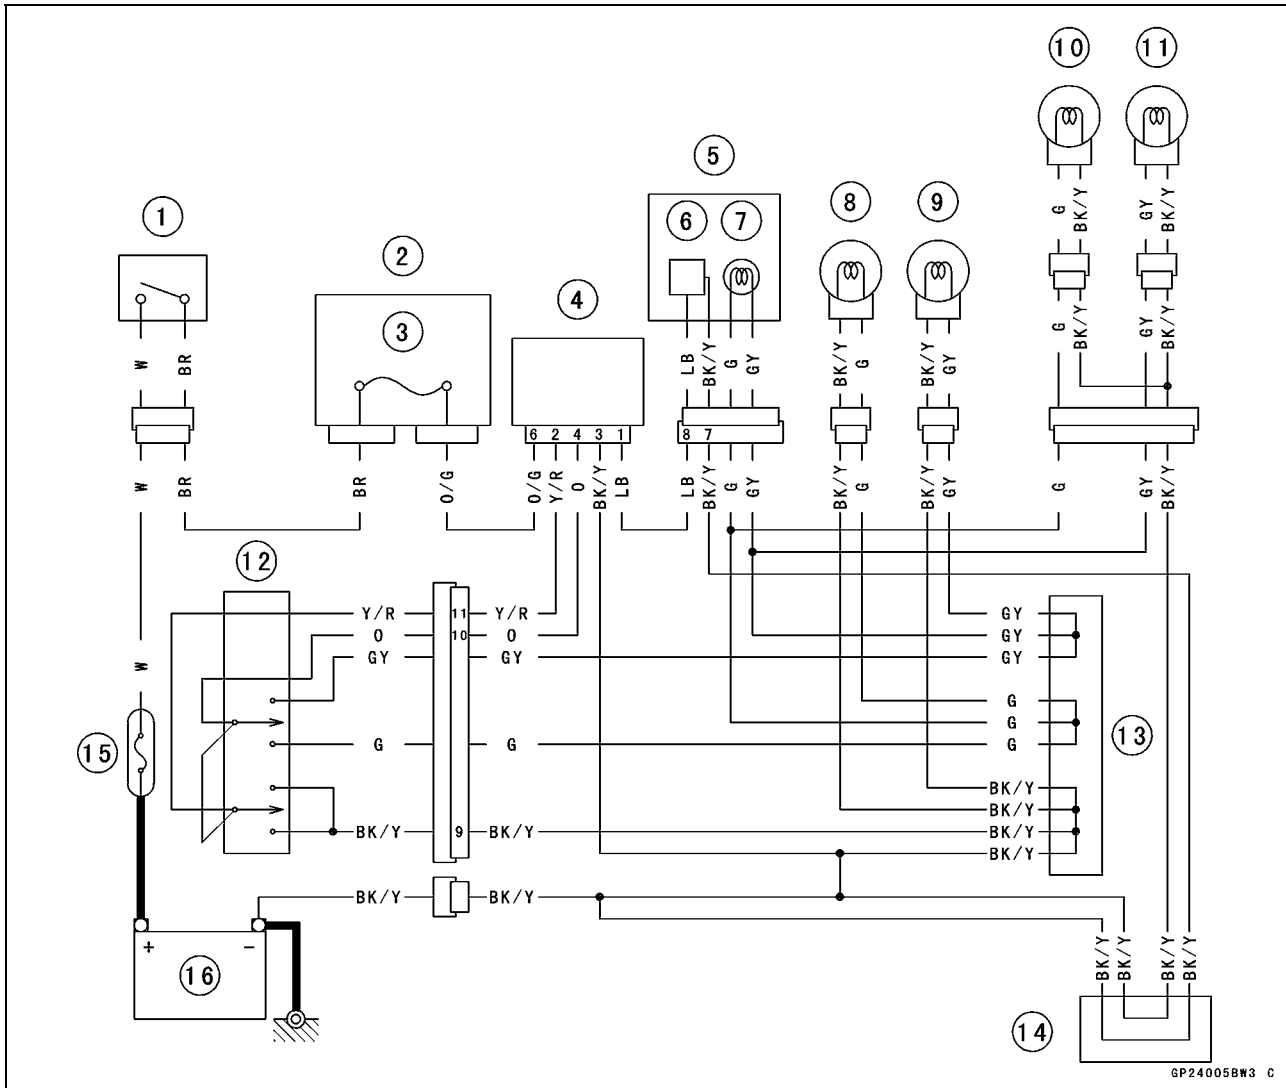 10 11
5
1 6 7 8 9
2
G BK/Y GY BK/Y
4
3
W BR LB BK/Y G GY BK/Y G BK/Y GY G BK/Y GY BK/Y
6 2 4 3 1 8 7
W BR BR O/G O/G Y/R O BK/Y LB LB BK/Y G GY BK/Y G BK/Y GY G GY BK/Y
12
Y/R 11 Y/R GY
O 10 O GY
W GY GY GY
G
G
G G G
13
15
BK/Y
BK/Y
BK/Y 9 BK/Y BK/Y
BK/Y
BK/Y BK/Y
+ −
16
BK/Y BK/Y BK/Y BK/Y
14
GP24005BW3 C